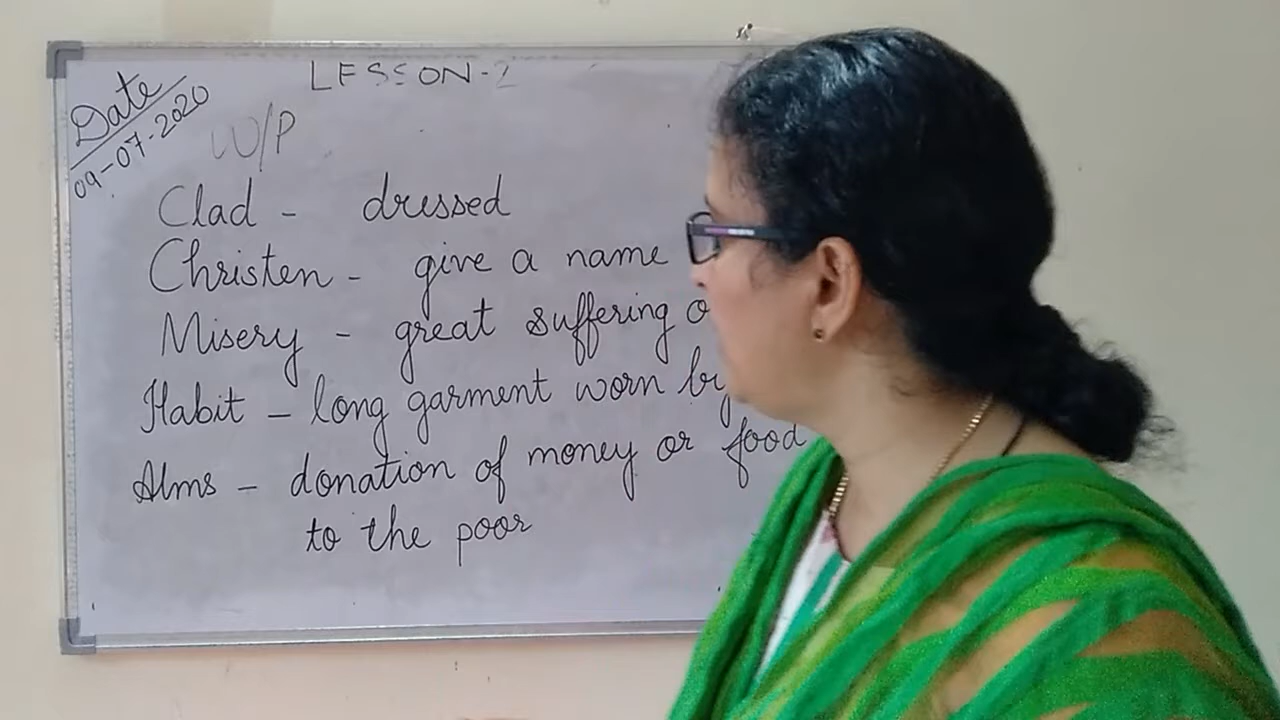 Date
09-07-2020
LESSON-2
W/P
Clad - dressed
Christen - give a name
Misery - great suffering
Habit - long garment worn by
Alms - donation of money or food
to the poor